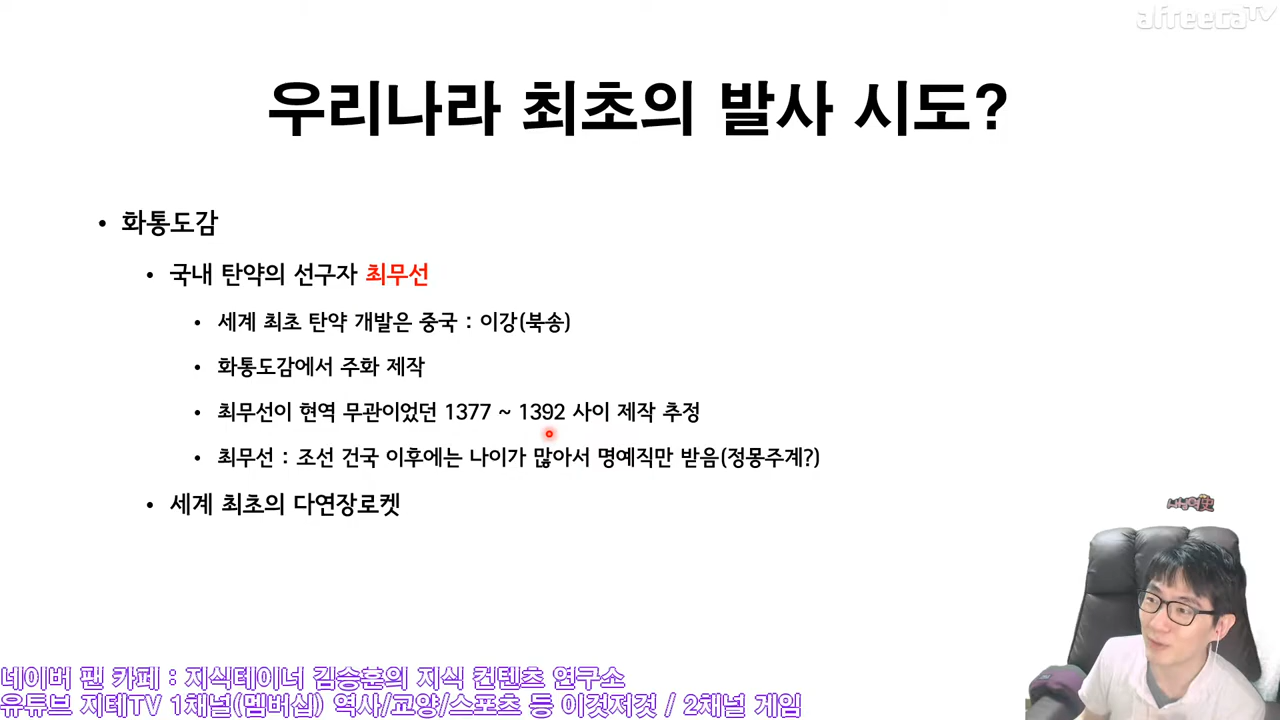 afreecaTV
우리나라 최초의 발사 시도?
• 화통도감
• 국내 탄약의 선구자 최무선
• 세계 최초 탄약 개발은 중국 : 이강(북송)
• 화통도감에서 주화 제작
• 최무선이 현역 무관이었던 1377 ~ 1392 사이 제작 추정
• 최무선 : 조선 건국 이후에는 나이가 많아서 명예직만 받음(정몽주계?)
• 세계 최초의 다연장로켓
네이버 팬 카페 : 지식테이너 김승훈의 지식 컨텐츠 연구소
유튜브 지테TV 1채널(멤버십) 역사/교양/스포츠 등 이것저것 / 2채널 게임